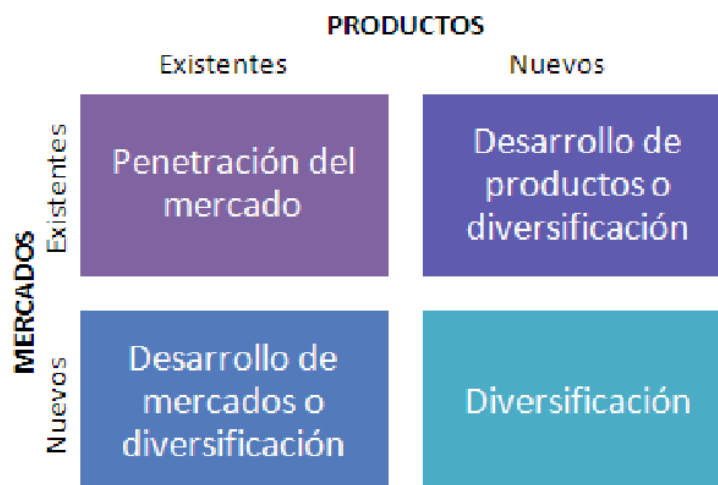 PRODUCTOS
Existentes
Nuevos
MERCADOS
Existentes
Penetración del
mercado
Desarrollo de
productos o
diversificación
Nuevos
Desarrollo de
mercados o
diversificación
Diversificación